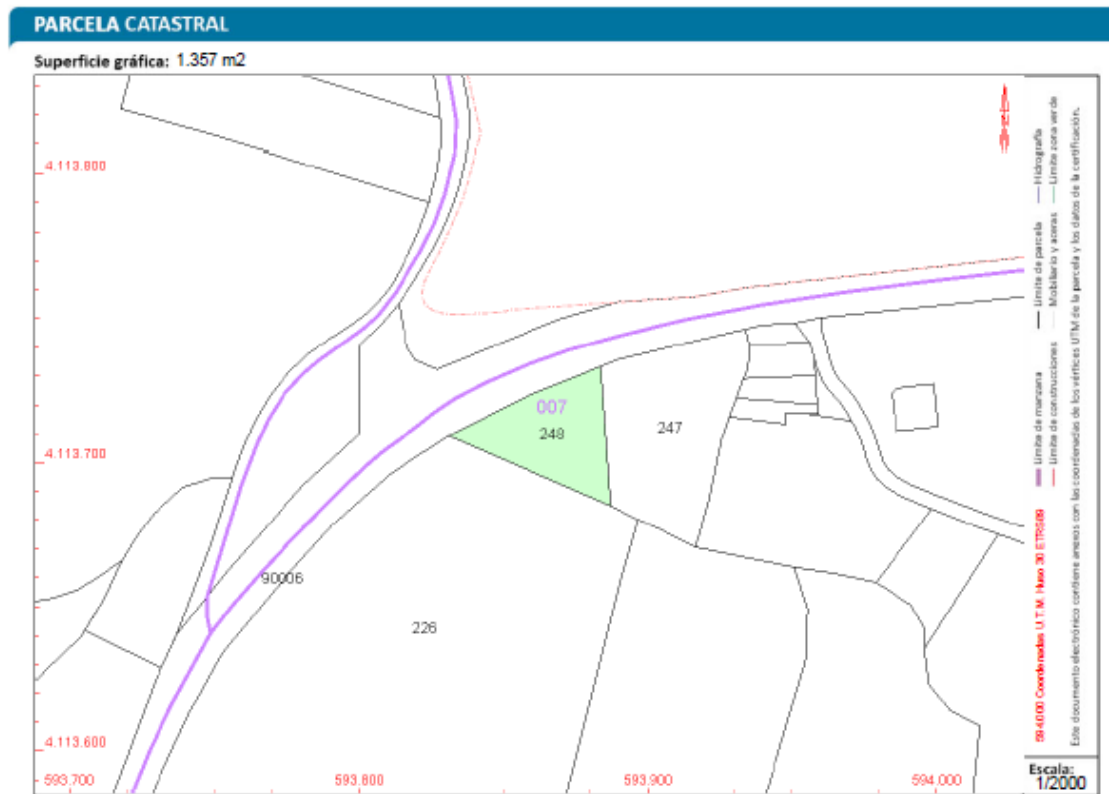 PARCELA CATASTRAL
Superficie gráfica: 1.357 m2
4.113.800
007
248
247
4.113.700
90006
226
4.113.600
593.700
593.800
593.900
594.000
Límite de manzana
Límite de parcela
Hidrografía
Límite de construcciones
Mobiliario y aceras
Límite zona verde
594.000 Coordenadas U.T.M. Huso 30 ETRS89
Este documento electrónico contiene anexos con las coordenadas de los vértices UTM de la parcela y los datos de la certificación.
Escala:
1/2000